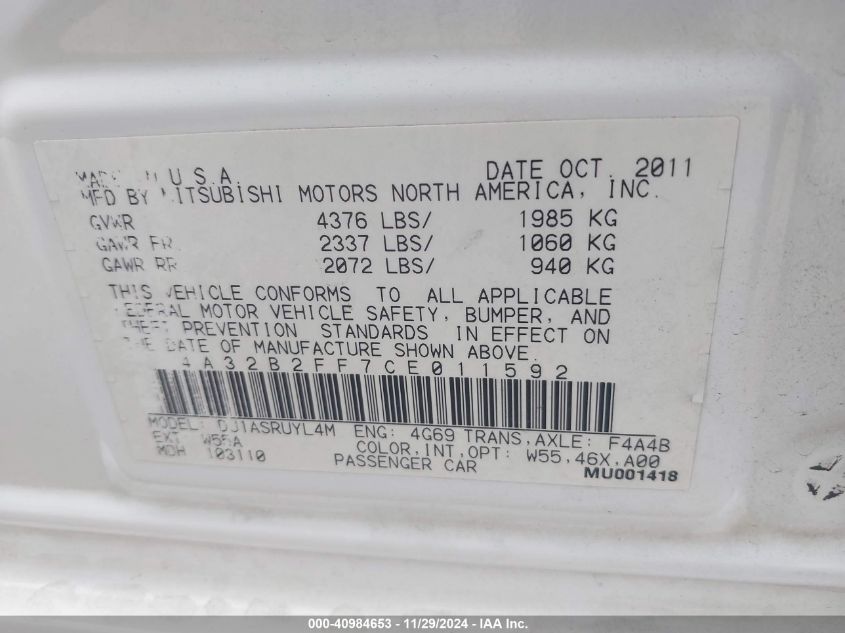 U.S.A. DATE OCT. 2011
MFD BY MITSUBISHI MOTORS NORTH AMERICA, INC.
GVWR 4376 LBS/ 1985 KG
GAWR FR. 2337 LBS/ 1060 KG
GAWR RR 2072 LBS/ 940 KG
THIS VEHICLE CONFORMS TO ALL APPLICABLE
FEDERAL MOTOR VEHICLE SAFETY, BUMPER, AND
THEFT PREVENTION STANDARDS IN EFFECT ON
THE DATE OF MANUFACTURE SHOWN ABOVE.
4A32B2FF7CE011592
MODEL: DJ1ASRUYL4M ENG: 4G69 TRANS,AXLE: F4A4B
EXT W55A COLOR,INT,OPT: W55,46X,A00
MDH 103110 PASSENGER CAR
MU001418
000-40984653 - 11/29/2024 - IAA Inc.